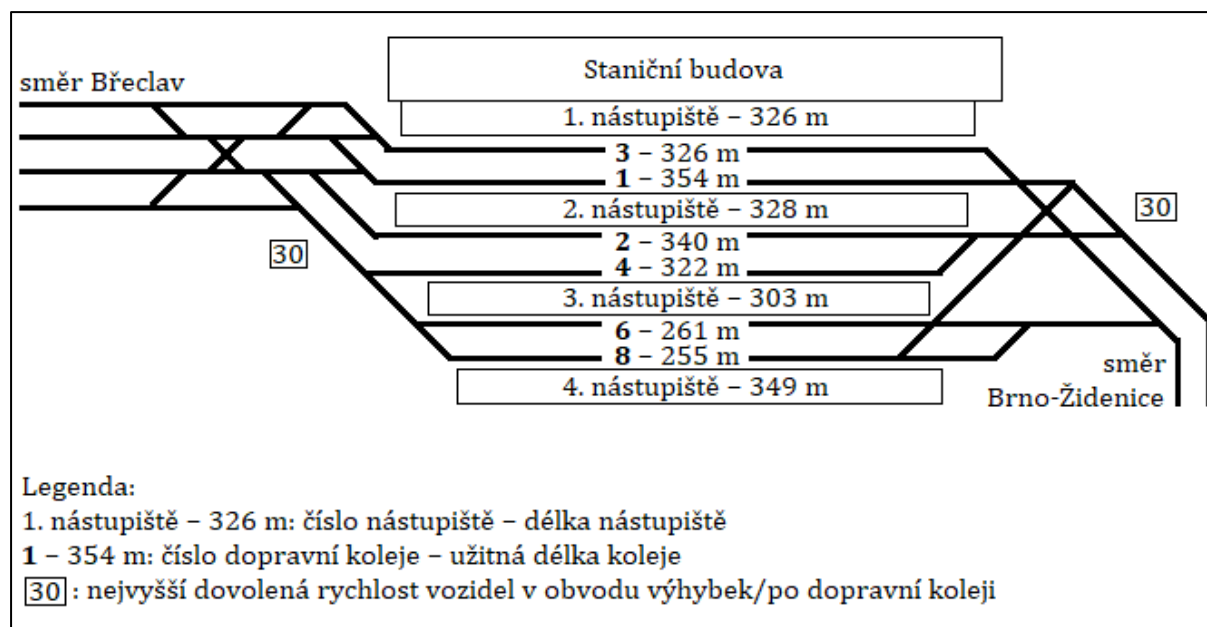 Staniční budova
směr Břeclav
1. nástupiště – 326 m
3 – 326 m
1 – 354 m
2. nástupiště – 328 m
30
2 – 340 m
30
4 – 322 m
3. nástupiště – 303 m
6 – 261 m
8 – 255 m
směr
4. nástupiště – 349 m
Brno-Židenice
Legenda:
1. nástupiště – 326 m: číslo nástupiště – délka nástupiště
1 – 354 m: číslo dopravní koleje – užitná délka koleje
30 : nejvyšší dovolená rychlost vozidel v obvodu výhybek/po dopravní koleji